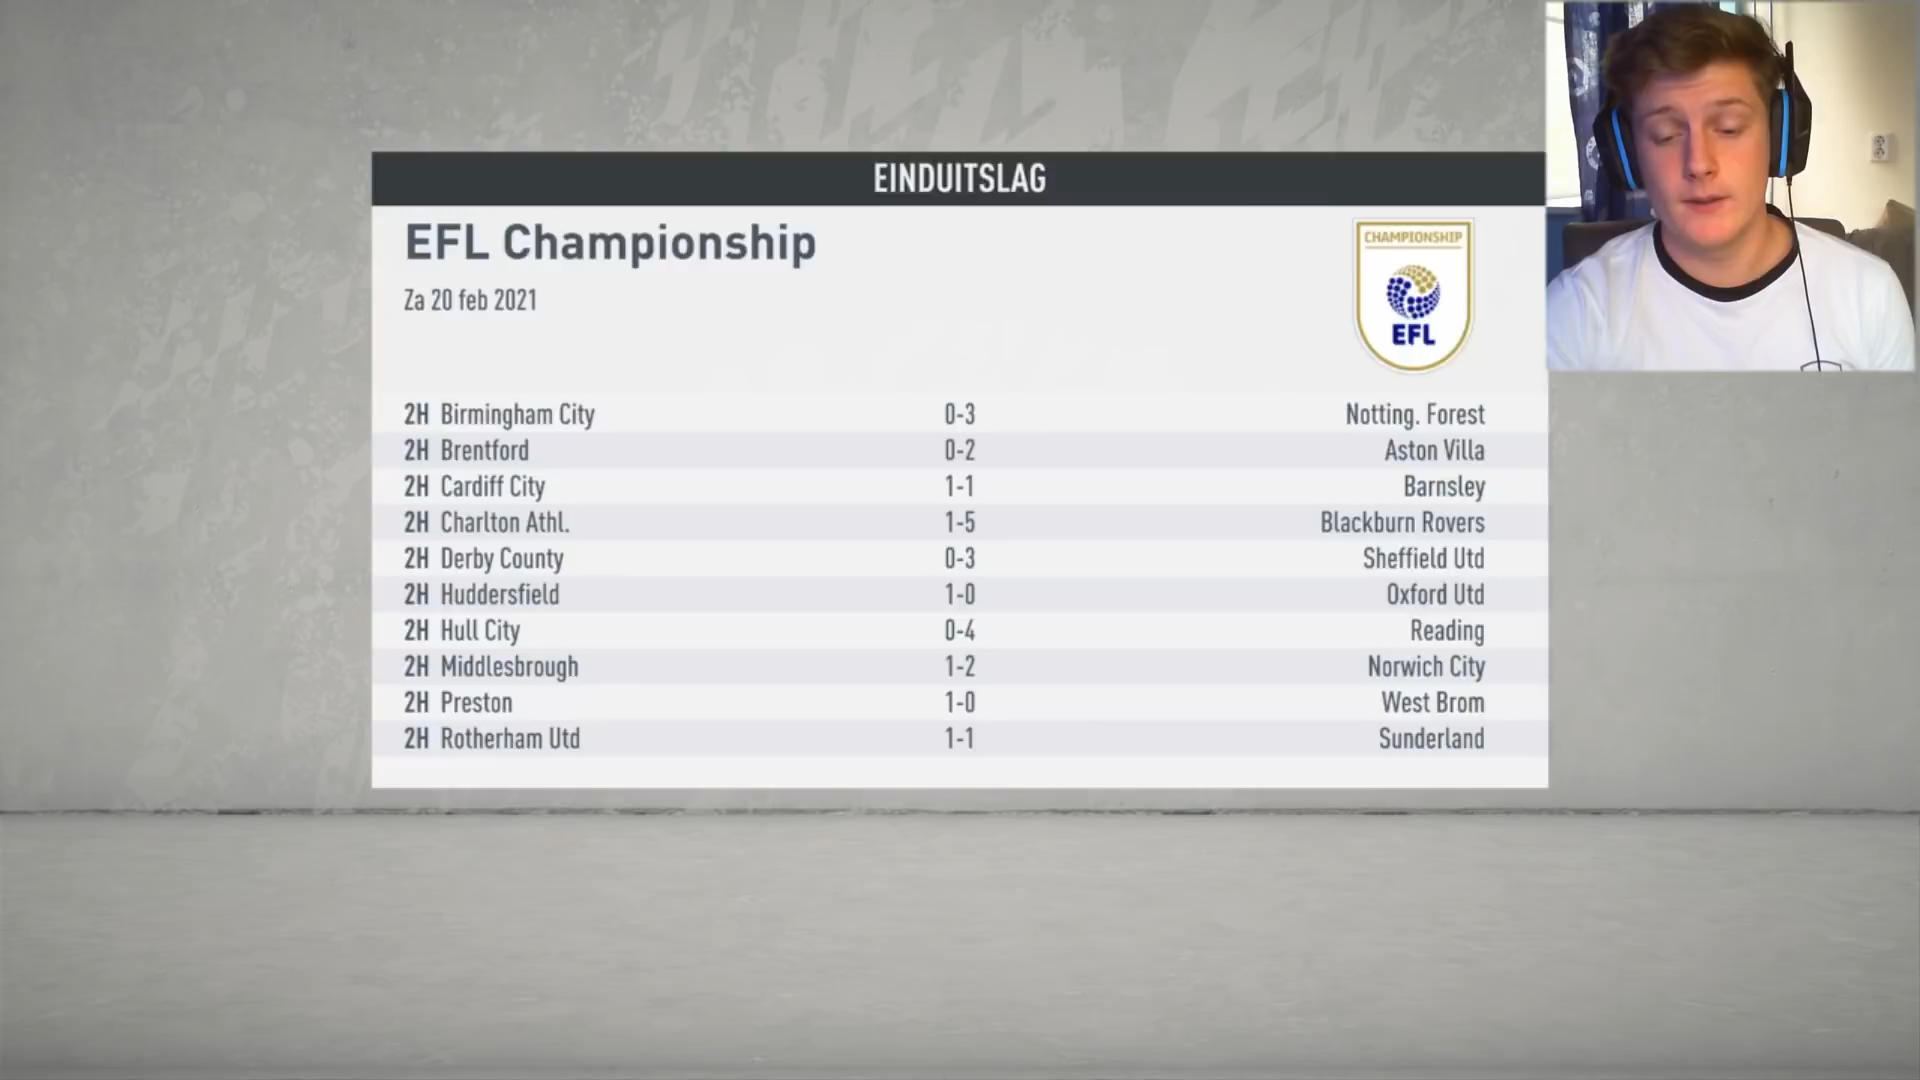 EINDUITSLAG
EFL Championship
Za 20 feb 2021
CHAMPIONSHIP
EFL
2H Birmingham City 0-3 Notting. Forest
2H Brentford 0-2 Aston Villa
2H Cardiff City 1-1 Barnsley
2H Charlton Athl. 1-5 Blackburn Rovers
2H Derby County 0-3 Sheffield Utd
2H Huddersfield 1-0 Oxford Utd
2H Hull City 0-4 Reading
2H Middlesbrough 1-2 Norwich City
2H Preston 1-0 West Brom
2H Rotherham Utd 1-1 Sunderland